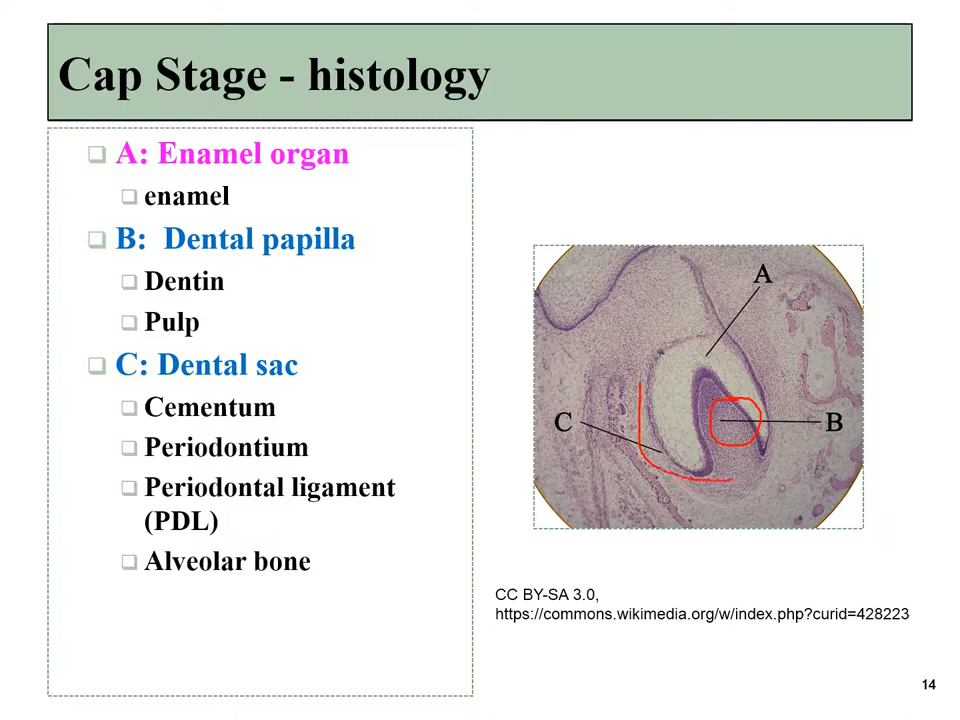 Cap Stage - histology
A: Enamel organ
enamel
B: Dental papilla
Dentin
Pulp
C: Dental sac
Cementum
Periodontium
Periodontal ligament
(PDL)
Alveolar bone
A
C
B
CC BY-SA 3.0,
https://commons.wikimedia.org/w/index.php?curid=428223
14